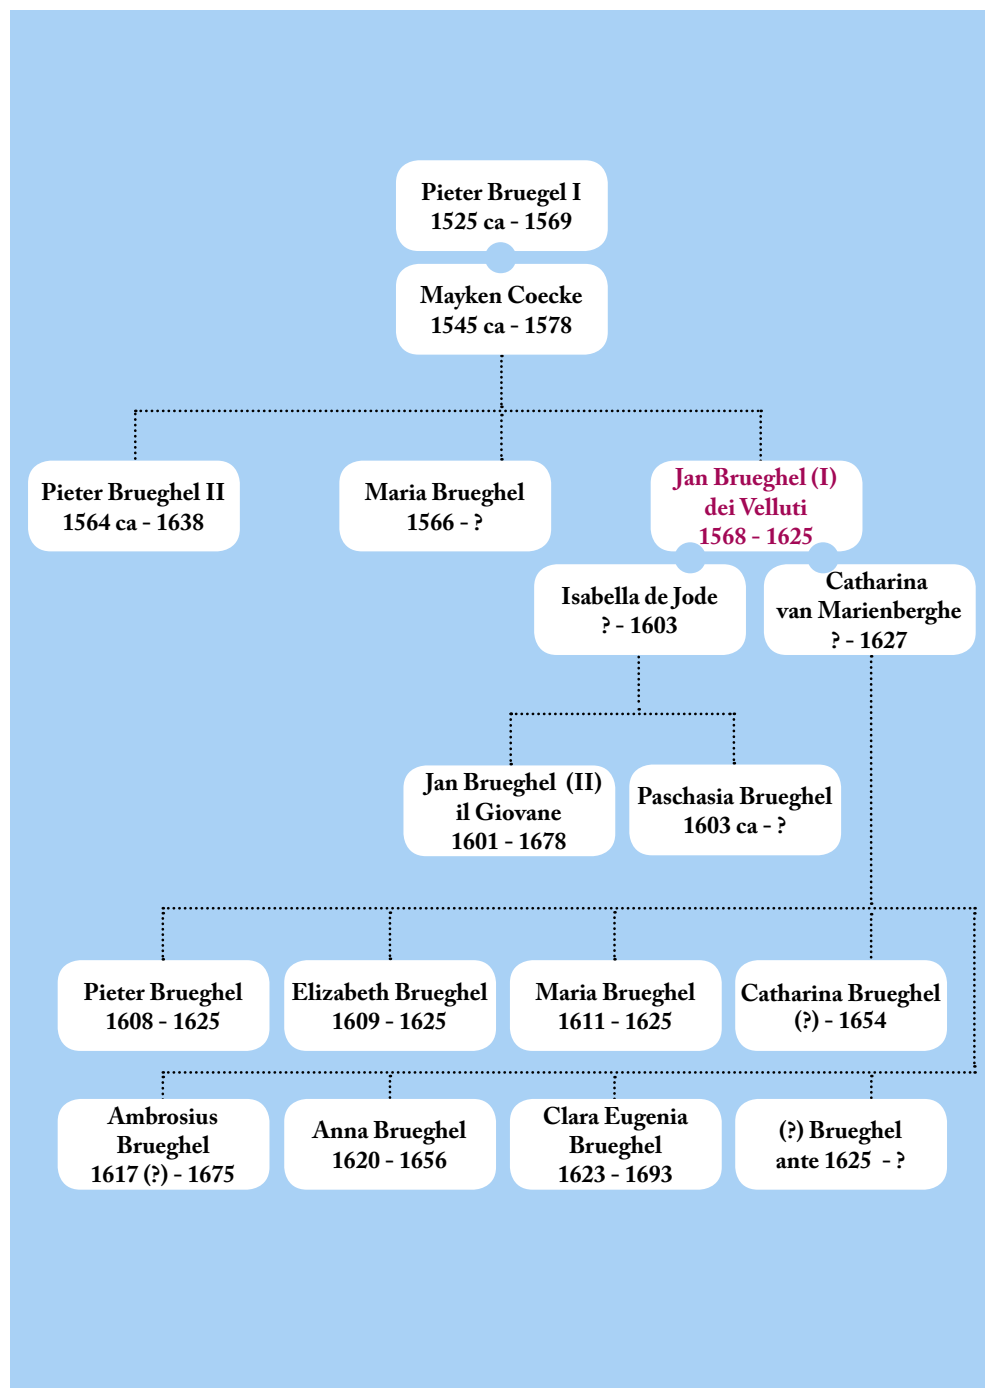 Pieter Bruegel I
1525 ca - 1569
Mayken Coecke
1545 ca - 1578
Pieter Brueghel II
1564 ca - 1638
Maria Brueghel
1566 - ?
Jan Brueghel (I)
dei Velluti
1568 - 1625
Isabella de Jode
? - 1603
Catharina
van Marienberghe
? - 1627
Jan Brueghel (II)
il Giovane
1601 - 1678
Paschasia Brueghel
1603 ca - ?
Pieter Brueghel
1608 - 1625
Elizabeth Brueghel
1609 - 1625
Maria Brueghel
1611 - 1625
Catharina Brueghel
(?) - 1654
Ambrosius
Brueghel
1617 (?) - 1675
Anna Brueghel
1620 - 1656
Clara Eugenia
Brueghel
1623 - 1693
(?) Brueghel
ante 1625 - ?